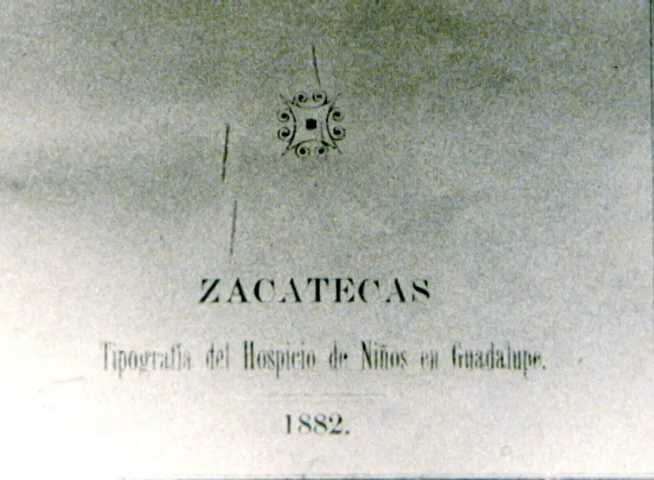 ZACATECAS
Tipografía del Hospicio de Niños en Guadalupe.
1882.